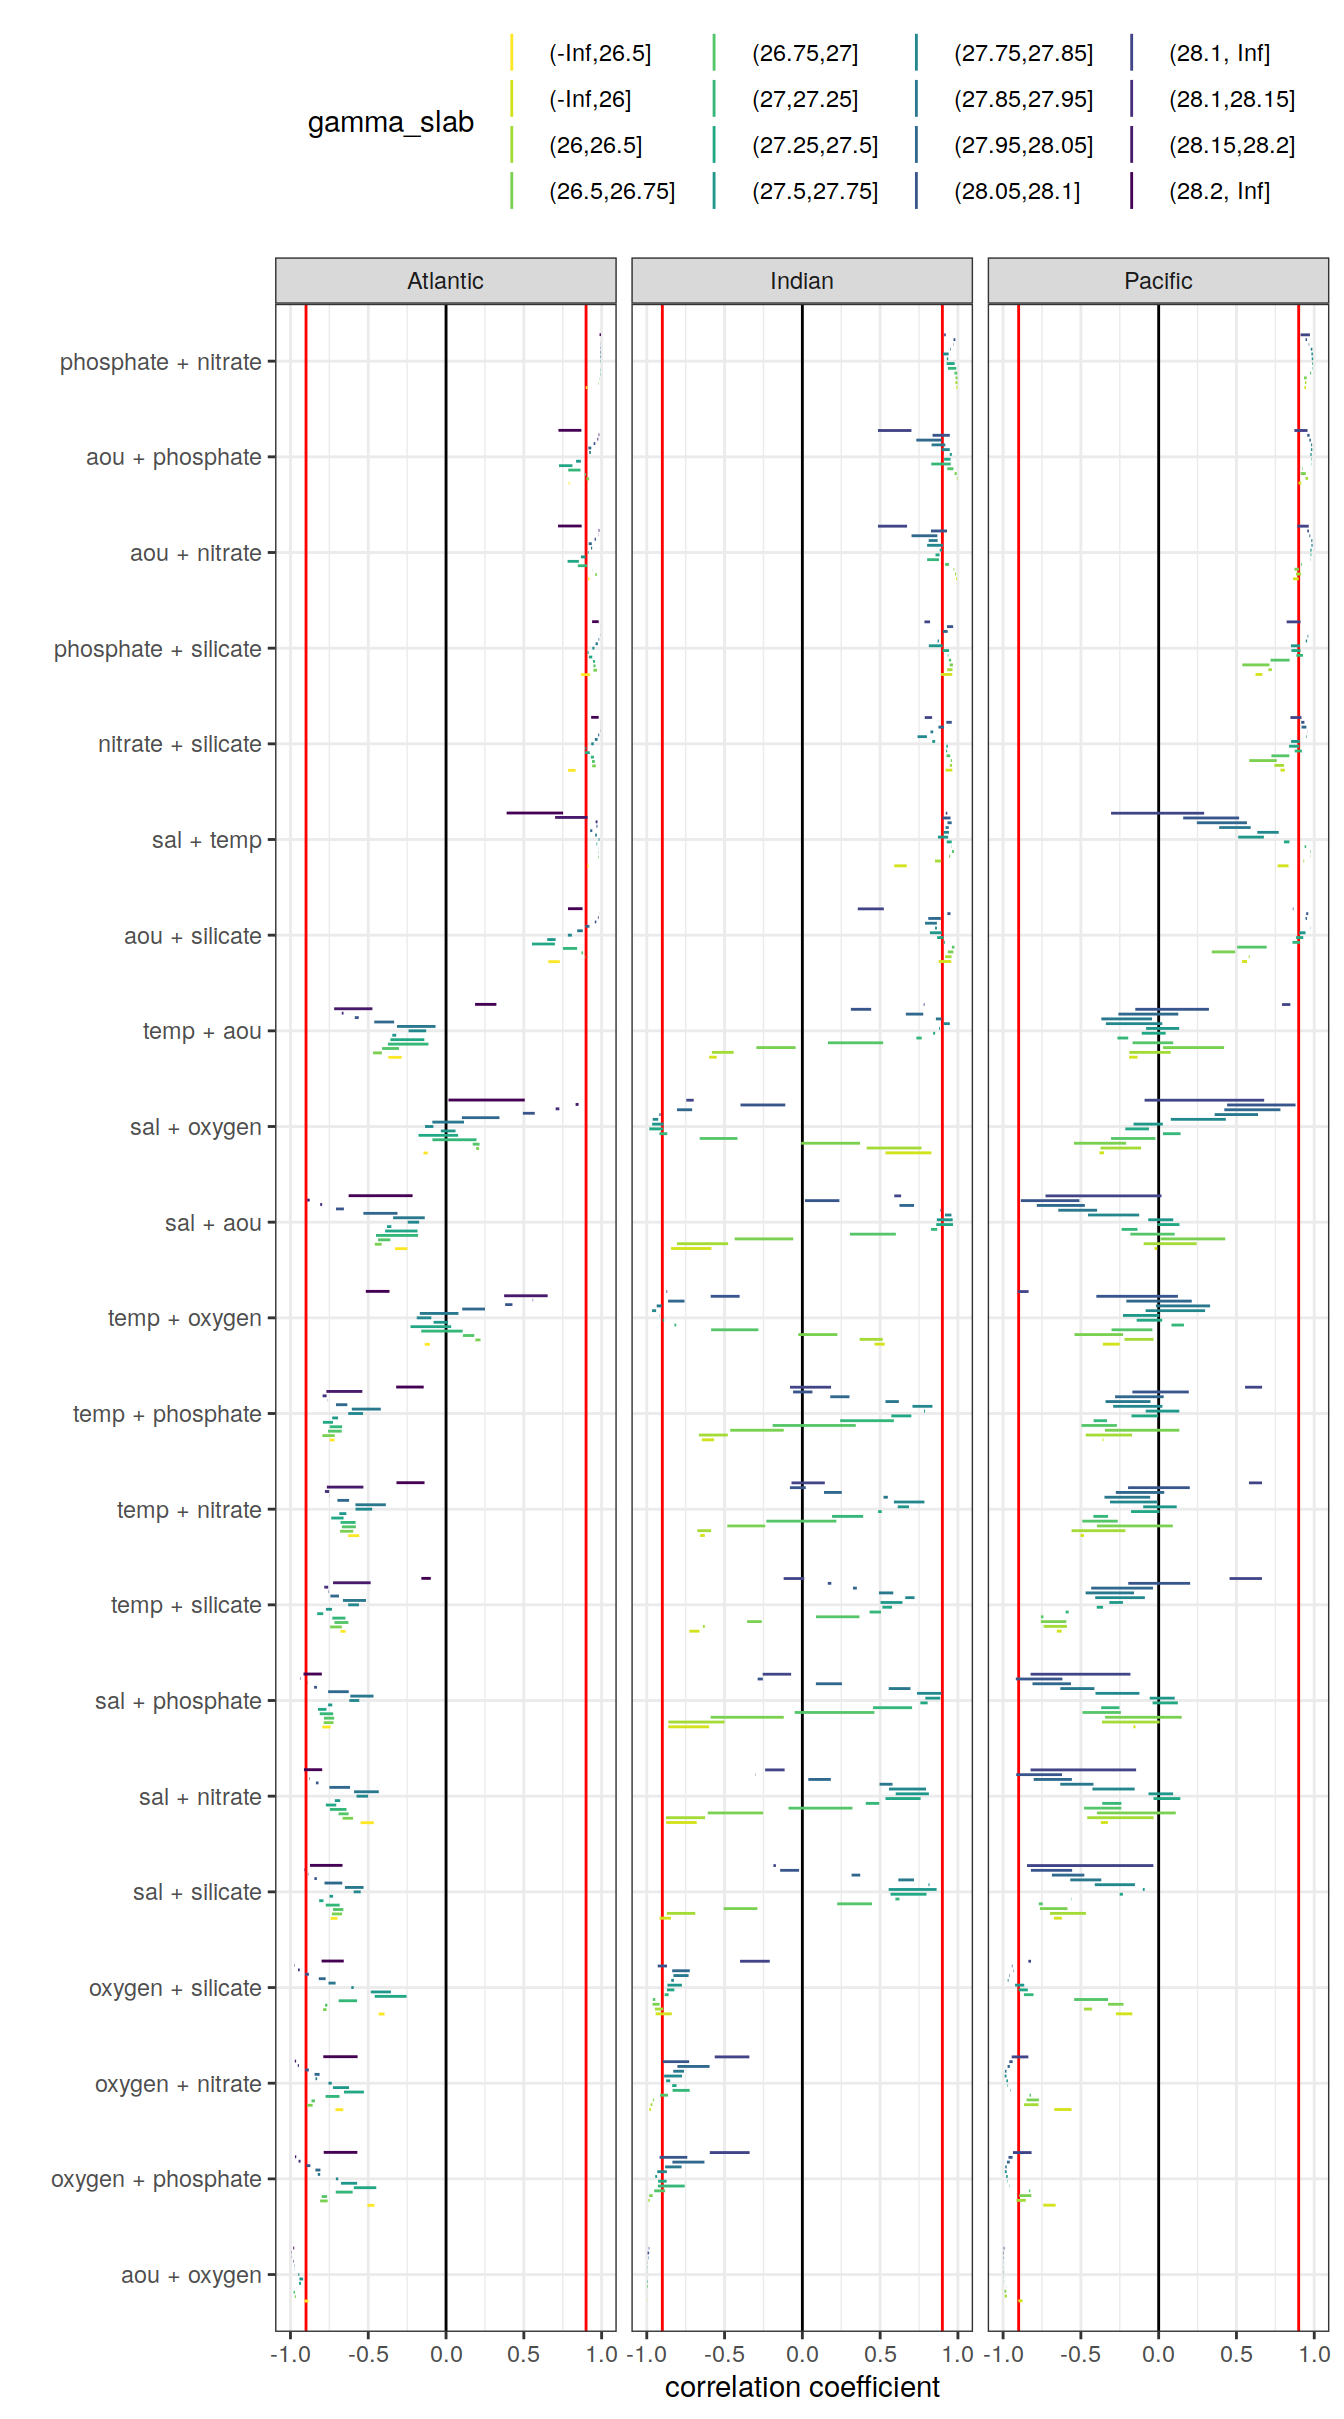 gamma_slab
(-Inf,26.5] (26.75,27] (27.75,27.85] (28.1, Inf]
(-Inf,26] (27,27.25] (27.85,27.95] (28.1,28.15]
(26,26.5] (27.25,27.5] (27.95,28.05] (28.15,28.2]
(26.5,26.75] (27.5,27.75] (28.05,28.1] (28.2, Inf]
Atlantic Indian Pacific
phosphate + nitrate
aou + phosphate
aou + nitrate
phosphate + silicate
nitrate + silicate
sal + temp
aou + silicate
temp + aou
sal + oxygen
sal + aou
temp + oxygen
temp + phosphate
temp + nitrate
temp + silicate
sal + phosphate
sal + nitrate
sal + silicate
oxygen + silicate
oxygen + nitrate
oxygen + phosphate
aou + oxygen
-1.0 -0.5 0.0 0.5 1.0 -1.0 -0.5 0.0 0.5 1.0 -1.0 -0.5 0.0 0.5 1.0
correlation coefficient